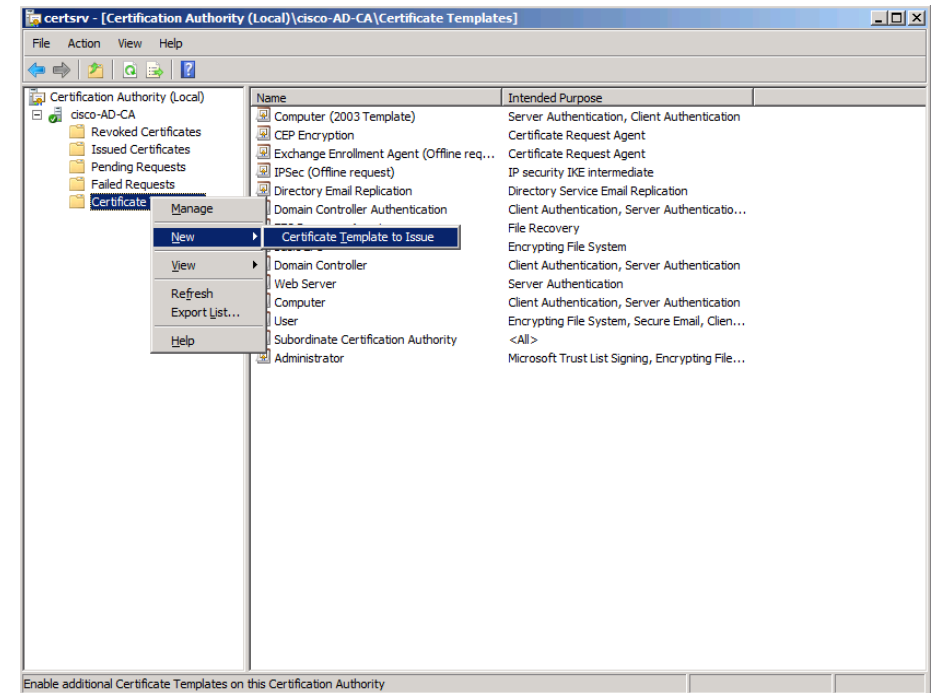 certsrv - [Certification Authority (Local)\cisco-AD-CA\Certificate Templates]
File Action View Help
Certification Authority (Local)
cisco-AD-CA
Revoked Certificates
Issued Certificates
Pending Requests
Failed Requests
Certificate
Manage
New
View
Refresh
Export List...
Help
Certificate Template to Issue
Name Intended Purpose
Computer (2003 Template) Server Authentication, Client Authentication
CEP Encryption Certificate Request Agent
Exchange Enrollment Agent (Offline req... Certificate Request Agent
IPSec (Offline request) IP security IKE intermediate
Directory Email Replication Directory Service Email Replication
Domain Controller Authentication Client Authentication, Server Authenticatio...
File Recovery
Encrypting File System
Domain Controller Client Authentication, Server Authentication
Web Server Server Authentication
Computer Client Authentication, Server Authentication
User Encrypting File System, Secure Email, Clien...
Subordinate Certification Authority <All>
Administrator Microsoft Trust List Signing, Encrypting File...
Enable additional Certificate Templates on this Certification Authority